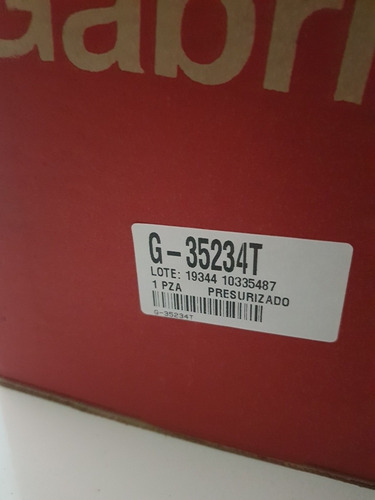 Gabri
G-35234T
LOTE: 19344 10335487
1 PZA PRESURIZADO
G-35234T